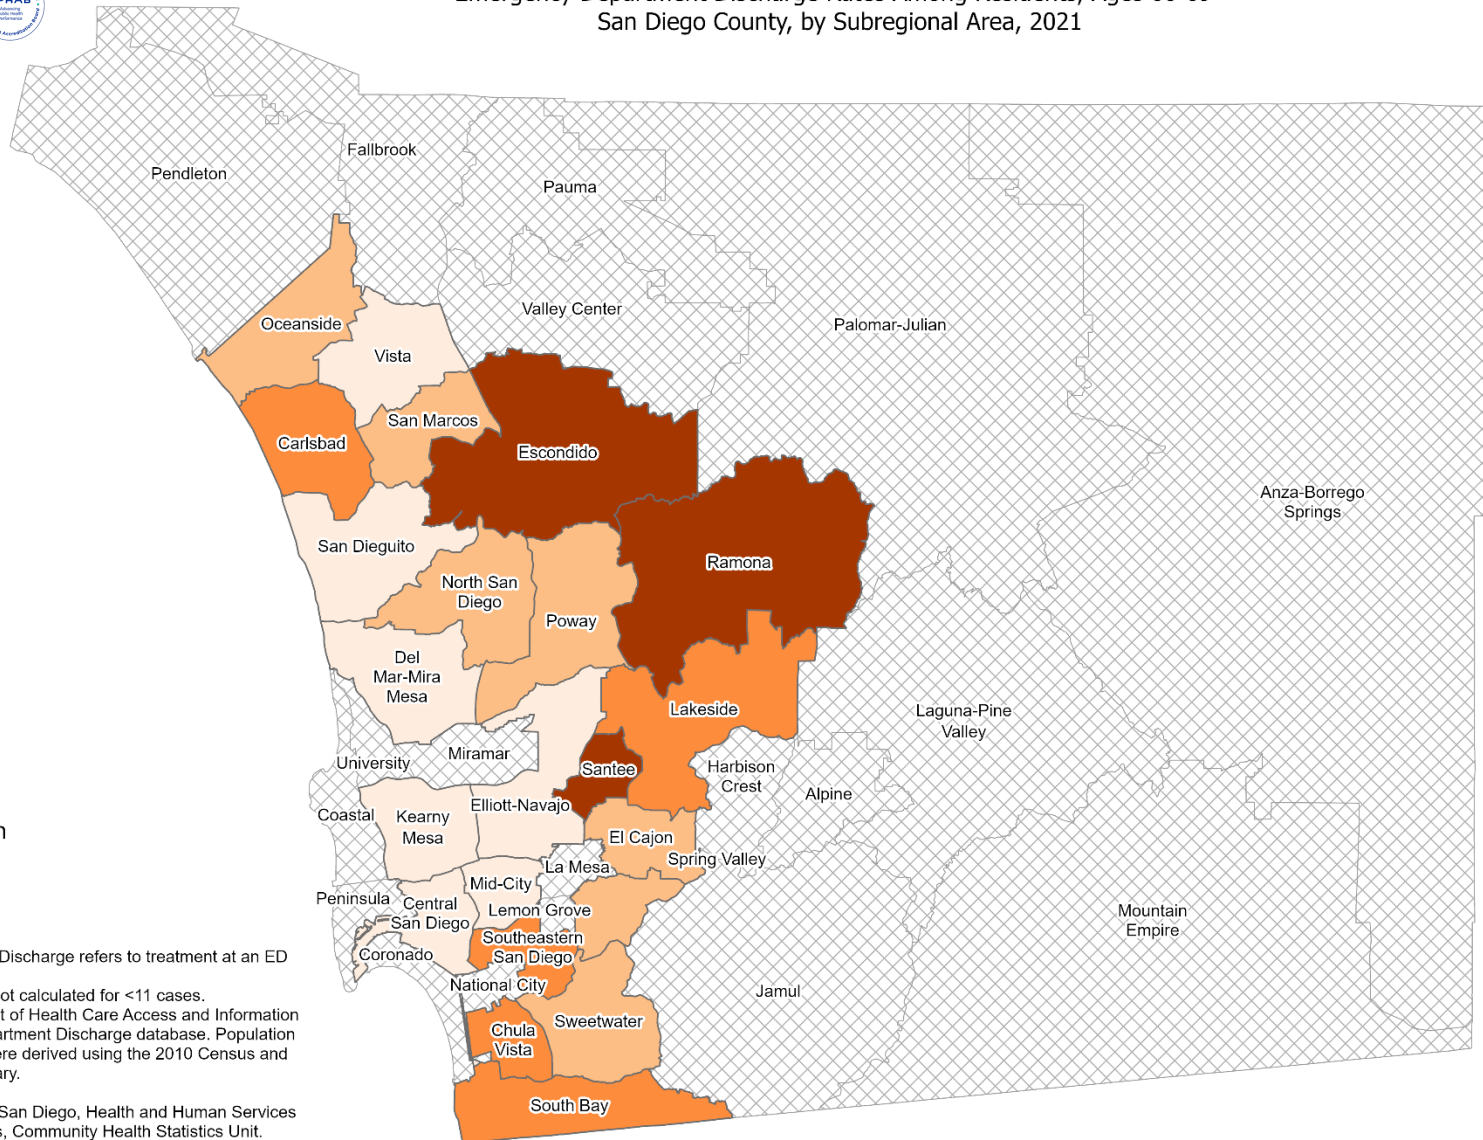 San Diego County, by Subregional Area, 2021
Fallbrook
Pendleton
Pauma
Valley Center
Oceanside
Palomar-Julian
Vista
San Marcos
Carlsbad
Escondido
Anza-Borrego
Springs
San Dieguito
Ramona
North San
Diego
Poway
Del
Mar-Mira
Mesa
Lakeside
Laguna-Pine
Valley
Miramar
University
Santee
Harbison
Crest
Alpine
Elliott-Navajo
Coastal
Kearny
Mesa
El Cajon
Spring Valley
La Mesa
Mid-City
Peninsula
Central
San Diego
Lemon Grove
Mountain
Empire
Southeastern
San Diego
Coronado
National City
Jamul
Sweetwater
Chula
Vista
South Bay
Discharge refers to treatment at an ED
ot calculated for <11 cases.
t of Health Care Access and Information
artment Discharge database. Population
ere derived using the 2010 Census and
ary.
San Diego, Health and Human Services
s, Community Health Statistics Unit.